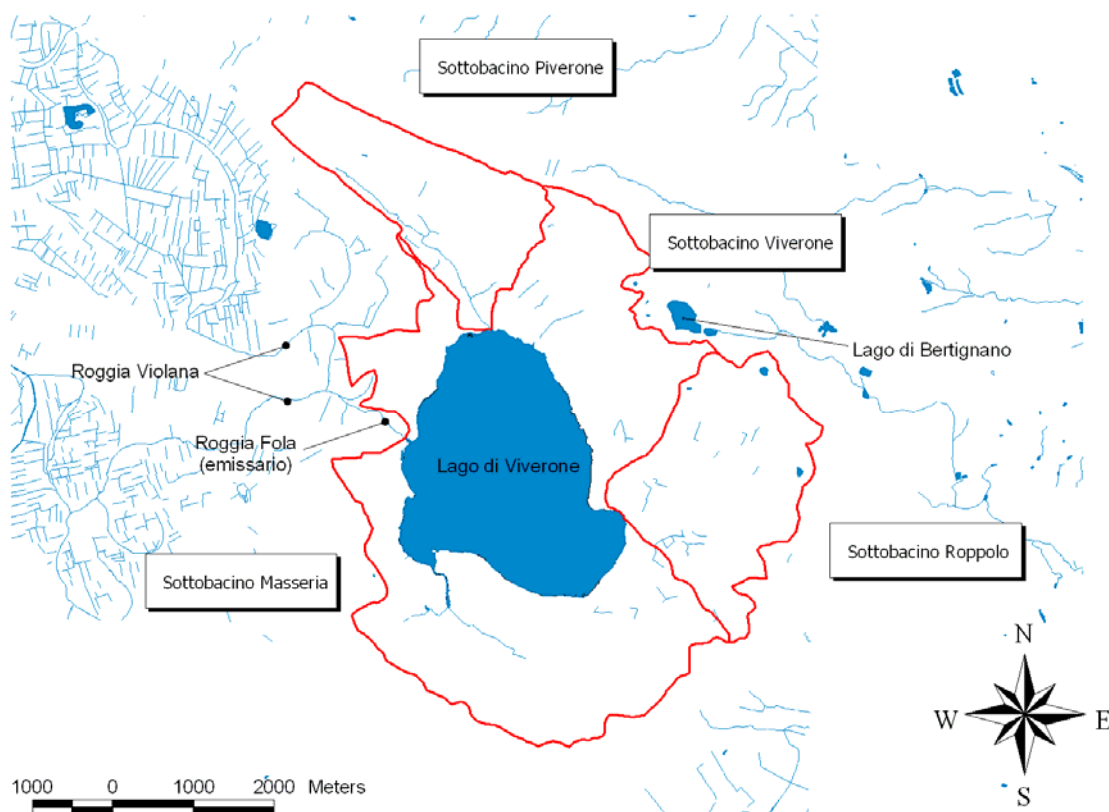 Sottobacino Piverone
Sottobacino Viverone
Lago di Bertignano
Roggia Violana
Roggia Fola
(emissario)
Lago di Viverone
Sottobacino Roppolo
Sottobacino Masseria
N
W
E
S
1000 0 1000 2000 Meters